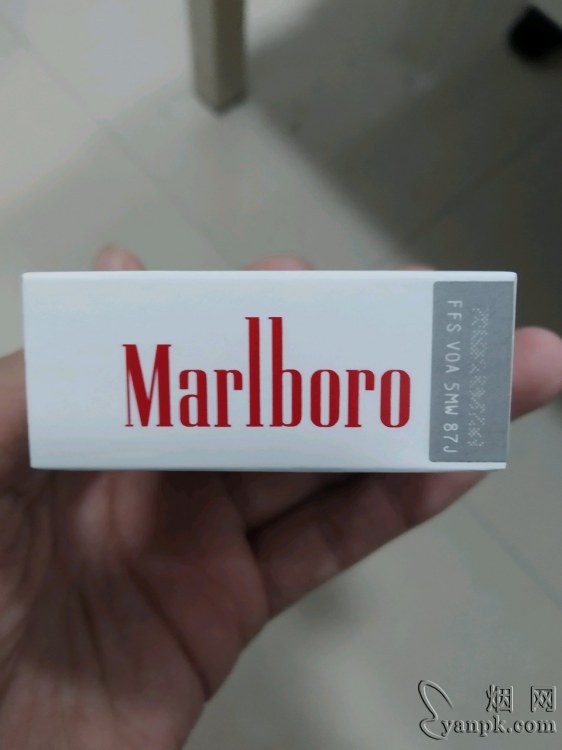 Marlboro
FFS VOA 5MW 87J
烟网
yanpk.com